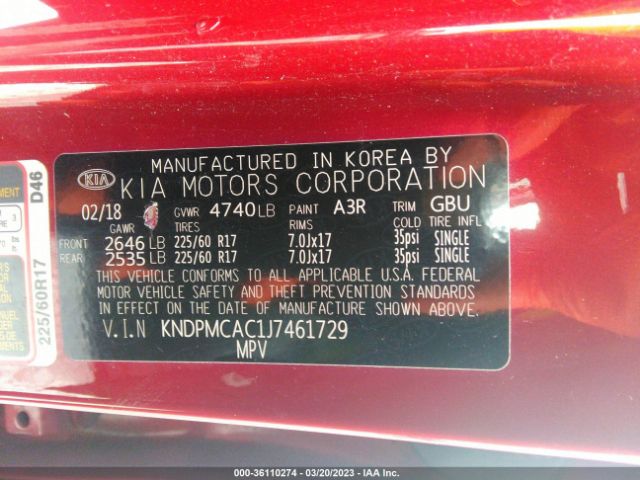 MANUFACTURED IN KOREA BY
KIA KIA MOTORS CORPORATION
02/18 GVWR 4740 LB PAINT A3R TRIM GBU
GAWR TIRES RIMS COLD TIRE INFL
FRONT 2646 LB 225/60 R17 7.0Jx17 35psi SINGLE
REAR 2535 LB 225/60 R17 7.0Jx17 35psi SINGLE
THIS VEHICLE CONFORMS TO ALL APPLICABLE U.S.A. FEDERAL
MOTOR VEHICLE SAFETY AND THEFT PREVENTION STANDARDS
IN EFFECT ON THE DATE OF MANUFACTURE SHOWN ABOVE.
V.I.N KNDPMCAC1J7461729
MPV
D46
225/60R17
000-36110274 - 03/20/2023 - IAA Inc.